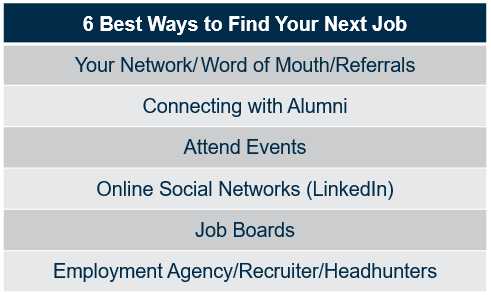 6 Best Ways to Find Your Next Job
Your Network/ Word of Mouth/Referrals
Connecting with Alumni
Attend Events
Online Social Networks (LinkedIn)
Job Boards
Employment Agency/Recruiter/Headhunters